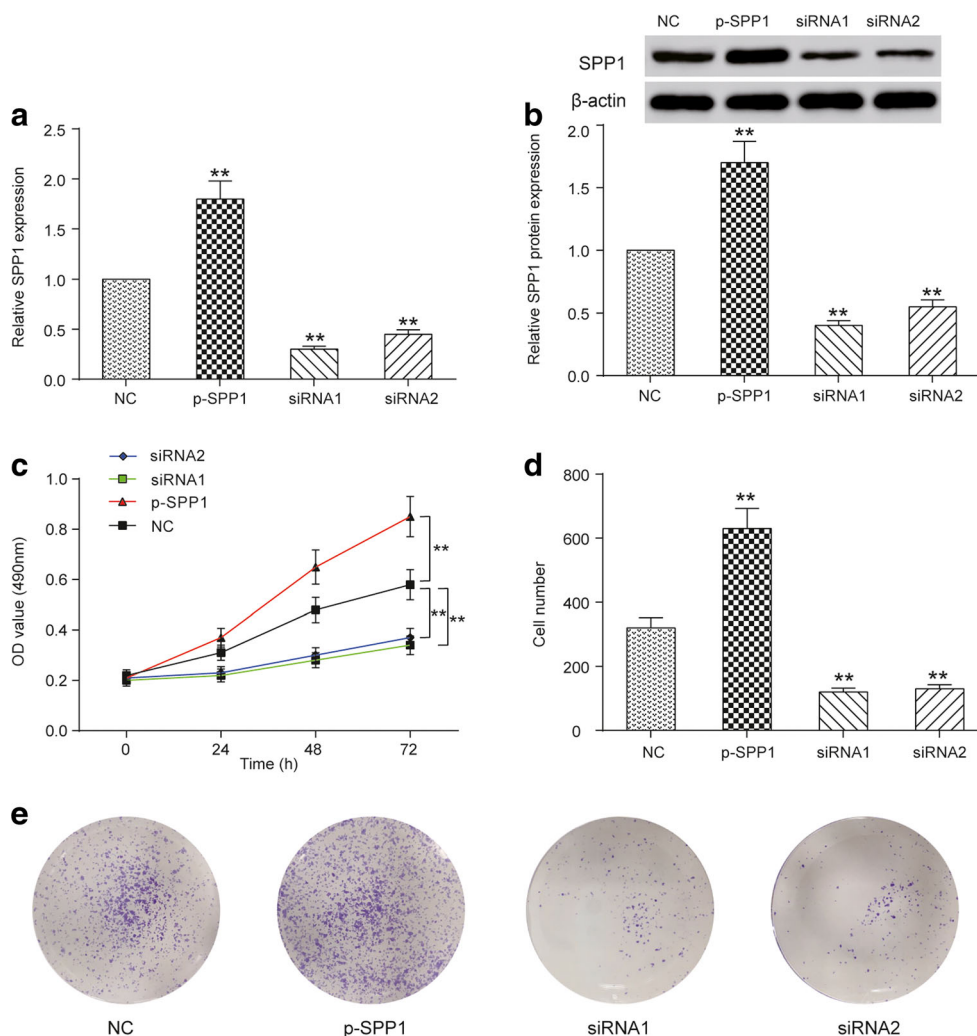 NC p-SPP1 siRNA1 siRNA2
SPP1
β-actin
a
Relative SPP1 expression
2.5
2.0
1.5
1.0
0.5
0.0
**
**
**
NC p-SPP1 siRNA1 siRNA2
b
Relative SPP1 protein expression
2.0
1.5
1.0
0.5
0.0
**
**
**
NC p-SPP1 siRNA1 siRNA2
c
siRNA2
siRNA1
p-SPP1
NC
OD value (490nm)
1.0
0.8
0.6
0.4
0.2
0.0
**
**
**
0 24 48 72
Time (h)
d
Cell number
800
600
400
200
0
**
**
**
NC p-SPP1 siRNA1 siRNA2
e
NC p-SPP1 siRNA1 siRNA2